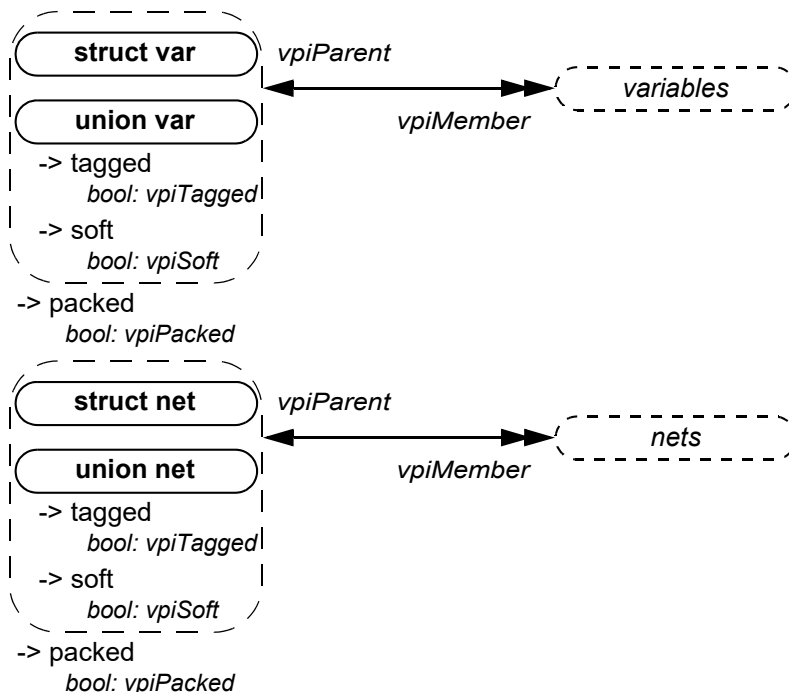 struct var
vpiParent
variables
union var
vpiMember
-> tagged
bool: vpiTagged
-> soft
bool: vpiSoft
-> packed
bool: vpiPacked
struct net
vpiParent
nets
union net
vpiMember
-> tagged
bool: vpiTagged
-> soft
bool: vpiSoft
-> packed
bool: vpiPacked